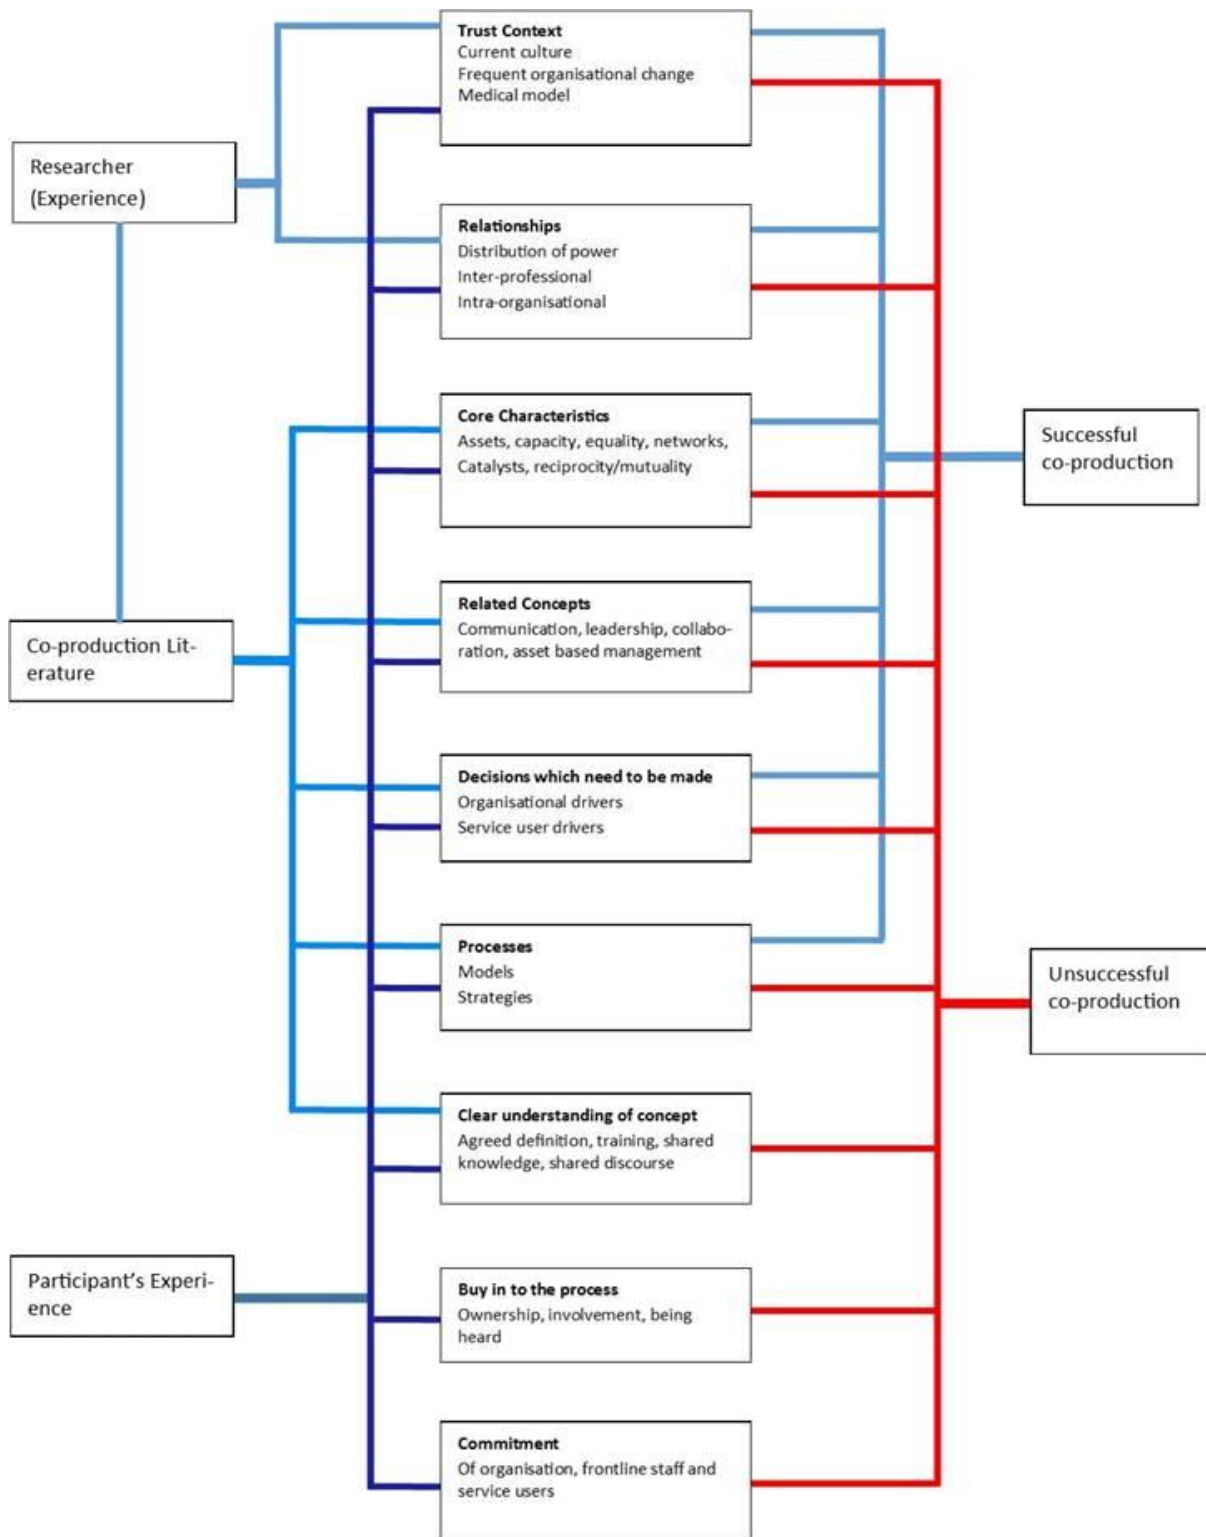 Trust Context
Current culture
Frequent organisational change
Medical model
Researcher
(Experience)
Relationships
Distribution of power
Inter-professional
Intra-organisational
Core Characteristics
Assets, capacity, equality, networks,
Catalysts, reciprocity/mutuality
Successful
co-production
Related Concepts
Communication, leadership, collabo-
ration, asset based management
Co-production Lit-
erature
Decisions which need to be made
Organisational drivers
Service user drivers
Processes
Models
Strategies
Unsuccessful
co-production
Clear understanding of concept
Agreed definition, training, shared
knowledge, shared discourse
Participant’s Experi-
ence
Buy in to the process
Ownership, involvement, being
heard
Commitment
Of organisation, frontline staff and
service users